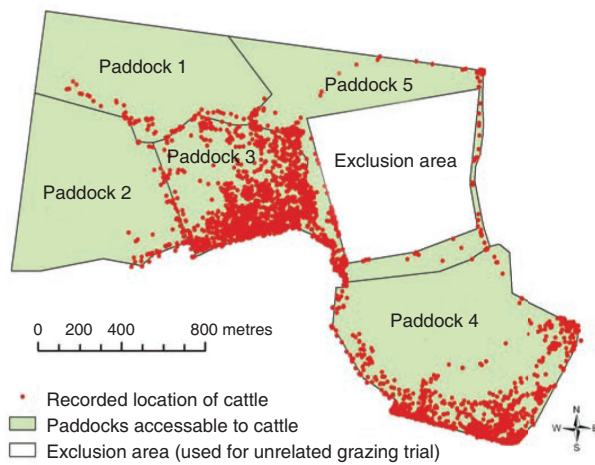 Paddock 1
Paddock 5
Paddock 3
Exclusion area
Paddock 2
0 200 400 800 metres
Paddock 4
Recorded location of cattle
Paddocks accessable to cattle
Exclusion area (used for unrelated grazing trial)
N
W E
S